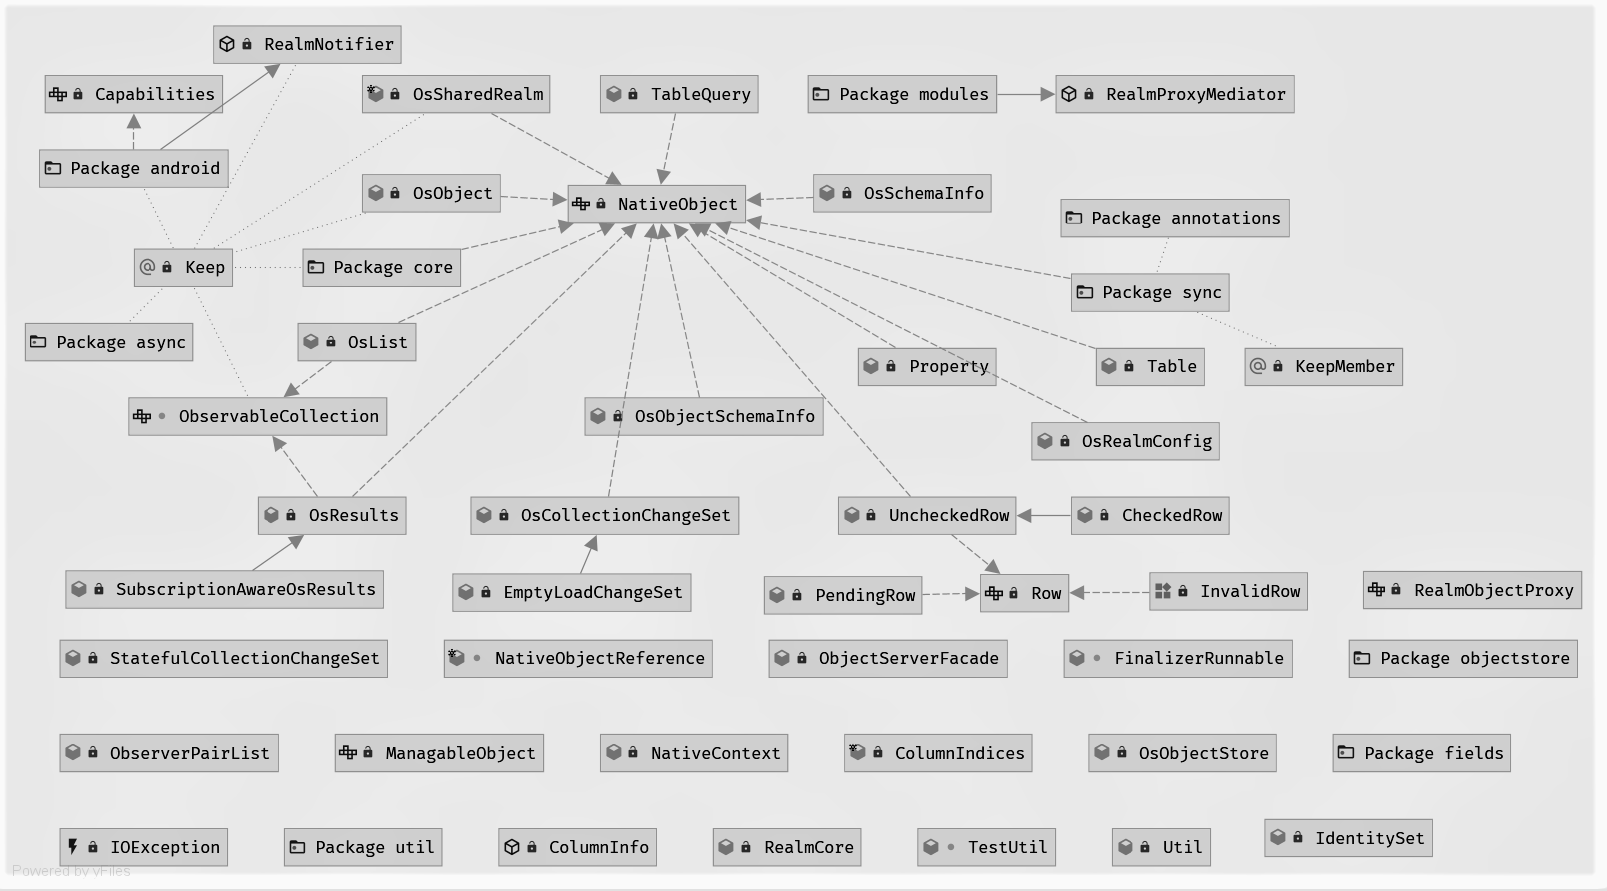 RealmNotifier
Capabilities
OsSharedRealm
TableQuery
Package modules
RealmProxyMediator
Package android
OsObject
NativeObject
OsSchemaInfo
Package annotations
Keep
Package core
Package sync
Package async
OsList
Property
Table
KeepMember
ObservableCollection
OsObjectSchemaInfo
OsRealmConfig
OsResults
OsCollectionChangeSet
UncheckedRow
CheckedRow
SubscriptionAwareOsResults
EmptyLoadChangeSet
PendingRow
Row
InvalidRow
RealmObjectProxy
StatefulCollectionChangeSet
NativeObjectReference
ObjectServerFacade
FinalizerRunnable
Package objectstore
ObserverPairList
ManagableObject
NativeContext
ColumnIndices
OsObjectStore
Package fields
IOException
Package util
ColumnInfo
RealmCore
TestUtil
Util
IdentitySet
Powered by yFiles